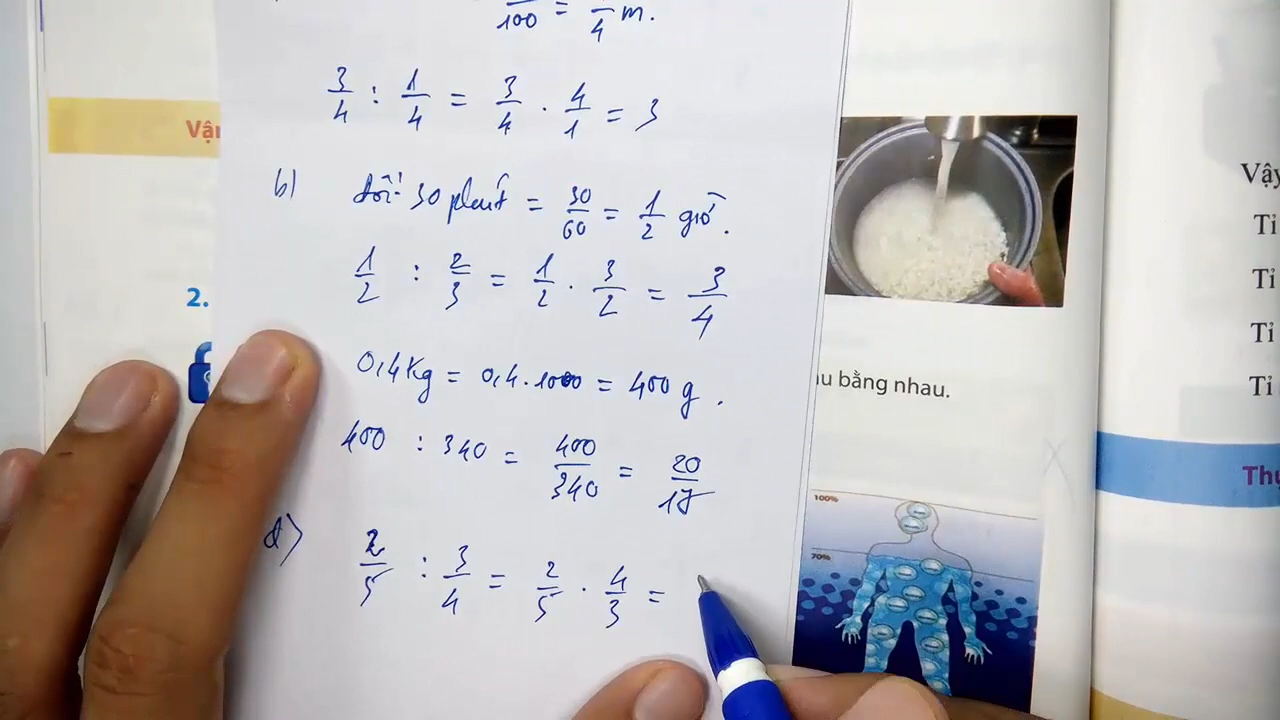 100 = 4 m.
3/4 : 1/4 = 3/4 . 4/1 = 3
b) đổi 30 phút = 30/60 = 1/2 giờ.
1/2 : 2/3 = 1/2 . 3/2 = 3/4
0,4 Kg = 0,4 . 1000 = 400 g.
400 : 340 = 400/340 = 20/17
d) 2/5 : 3/4 = 2/5 . 4/3 =
2.
au bằng nhau.
100%
70%
Vậy
Tỉ
Tỉ
Tỉ
Tỉ